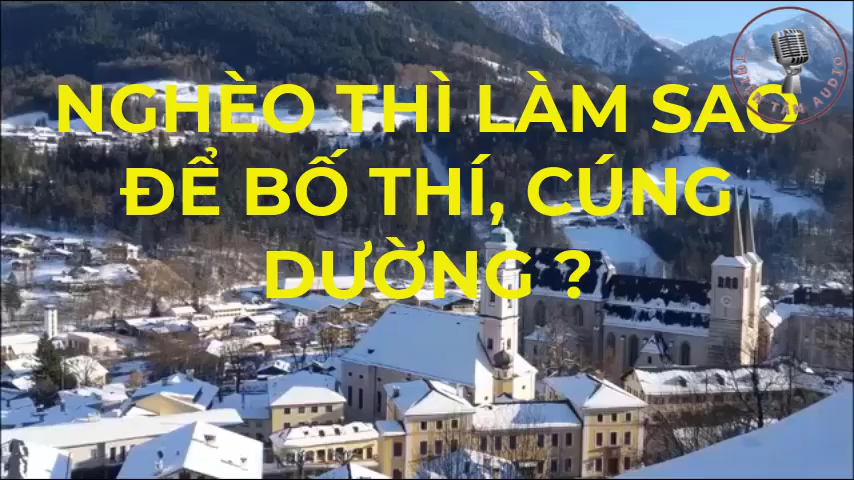 NGHÈO THÌ LÀM SAO
ĐỂ BỐ THÍ, CÚNG
DƯỜNG ?